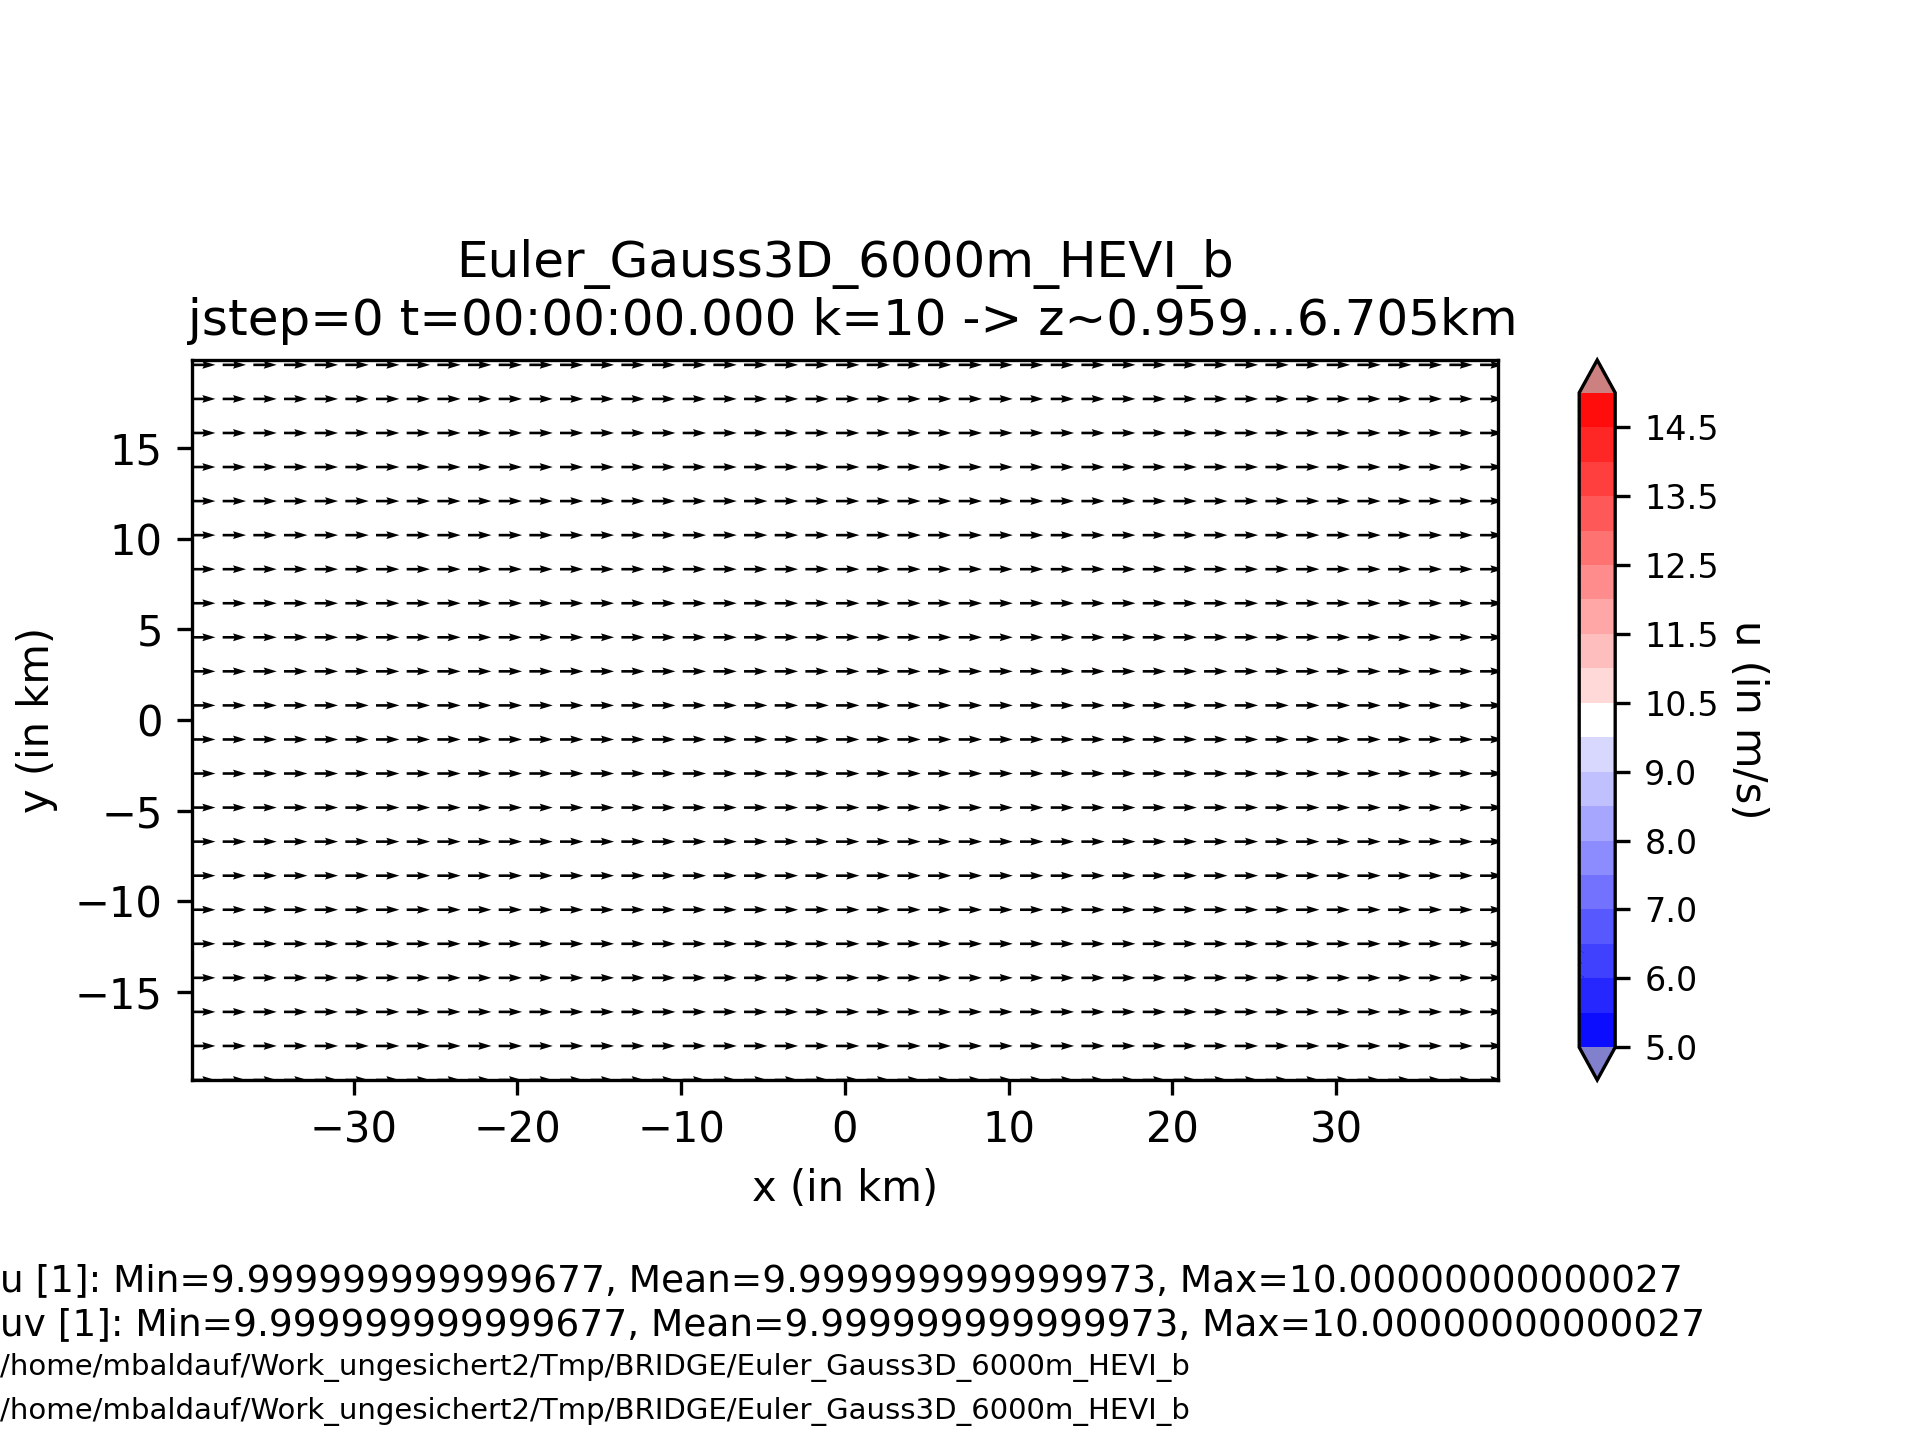 Euler_Gauss3D_6000m_HEVI_b
jstep=0 t=00:00:00.000 k=10 -> z~0.959...6.705km
15
10
5
0
−5
−10
−15
y (in km)
−30 −20 −10 0 10 20 30
x (in km)
14.5
13.5
12.5
11.5
10.5
9.0
8.0
7.0
6.0
5.0
u (in m/s)
u [1]: Min=9.999999999999677, Mean=9.999999999999973, Max=10.00000000000027
uv [1]: Min=9.999999999999677, Mean=9.999999999999973, Max=10.00000000000027
/home/mbaldauf/Work_ungesichert2/Tmp/BRIDGE/Euler_Gauss3D_6000m_HEVI_b
/home/mbaldauf/Work_ungesichert2/Tmp/BRIDGE/Euler_Gauss3D_6000m_HEVI_b